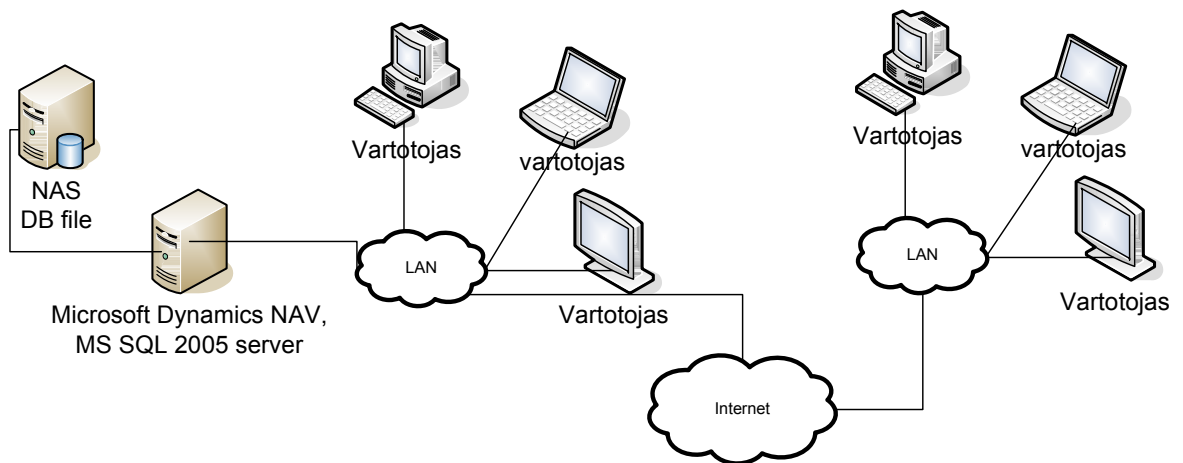 NAS
DB file
Microsoft Dynamics NAV,
MS SQL 2005 server
Vartotojas
vartotojas
LAN
Vartotojas
Internet
Vartotojas
vartotojas
LAN
Vartotojas